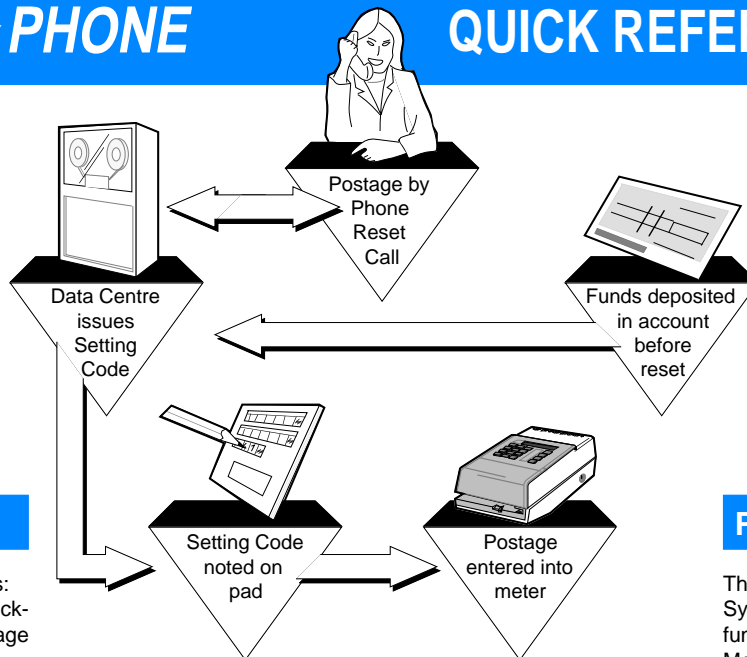 PHONE
QUICK
Postage by
Phone
Reset
Call
Data Centre
issues
Setting
Code
Funds deposited
in account
before
reset
Setting Code
noted on
pad
Postage
entered into
meter